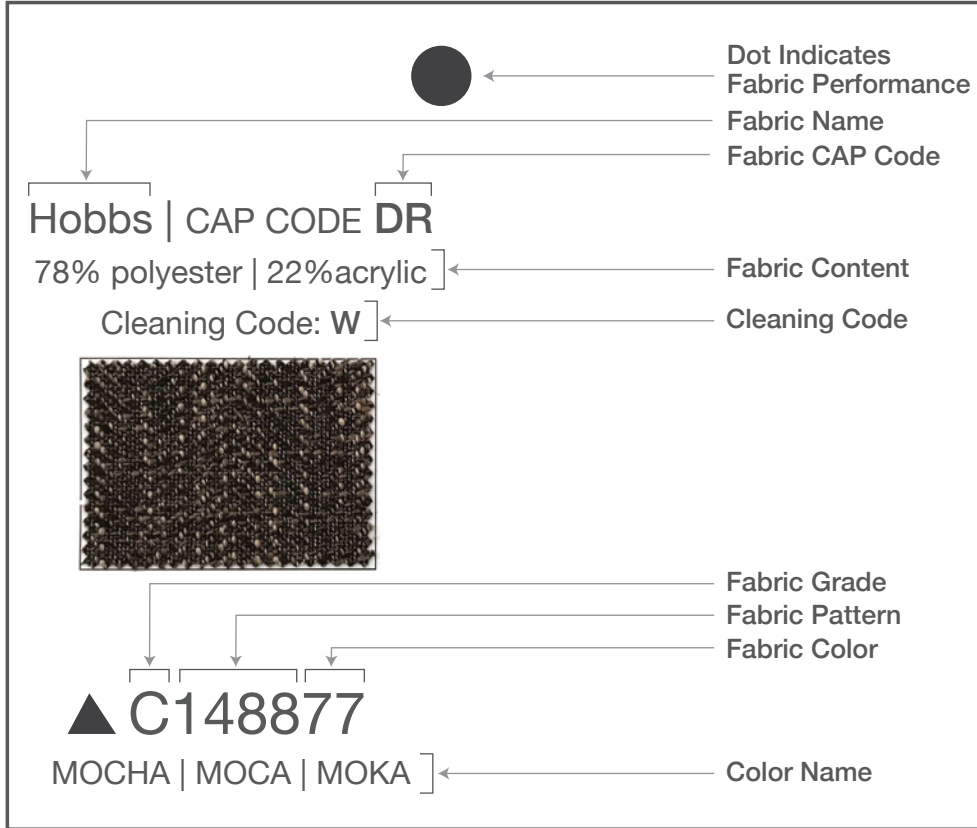 Dot Indicates
Fabric Performance
Fabric Name
Fabric CAP Code
Hobbs | CAP CODE DR
78% polyester | 22%acrylic
Fabric Content
Cleaning Code: W
Cleaning Code
Fabric Grade
Fabric Pattern
Fabric Color
C148877
MOCHA | MOCA | MOKA
Color Name